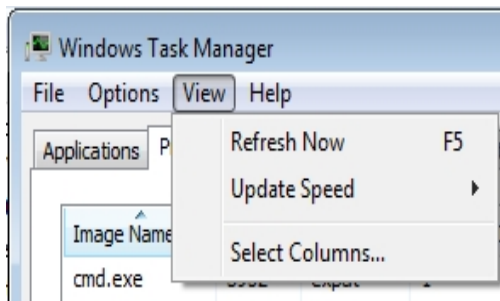 Windows Task Manager
File Options View Help
Refresh Now F5
Update Speed
Select Columns...
Applications
Image Name
cmd.exe